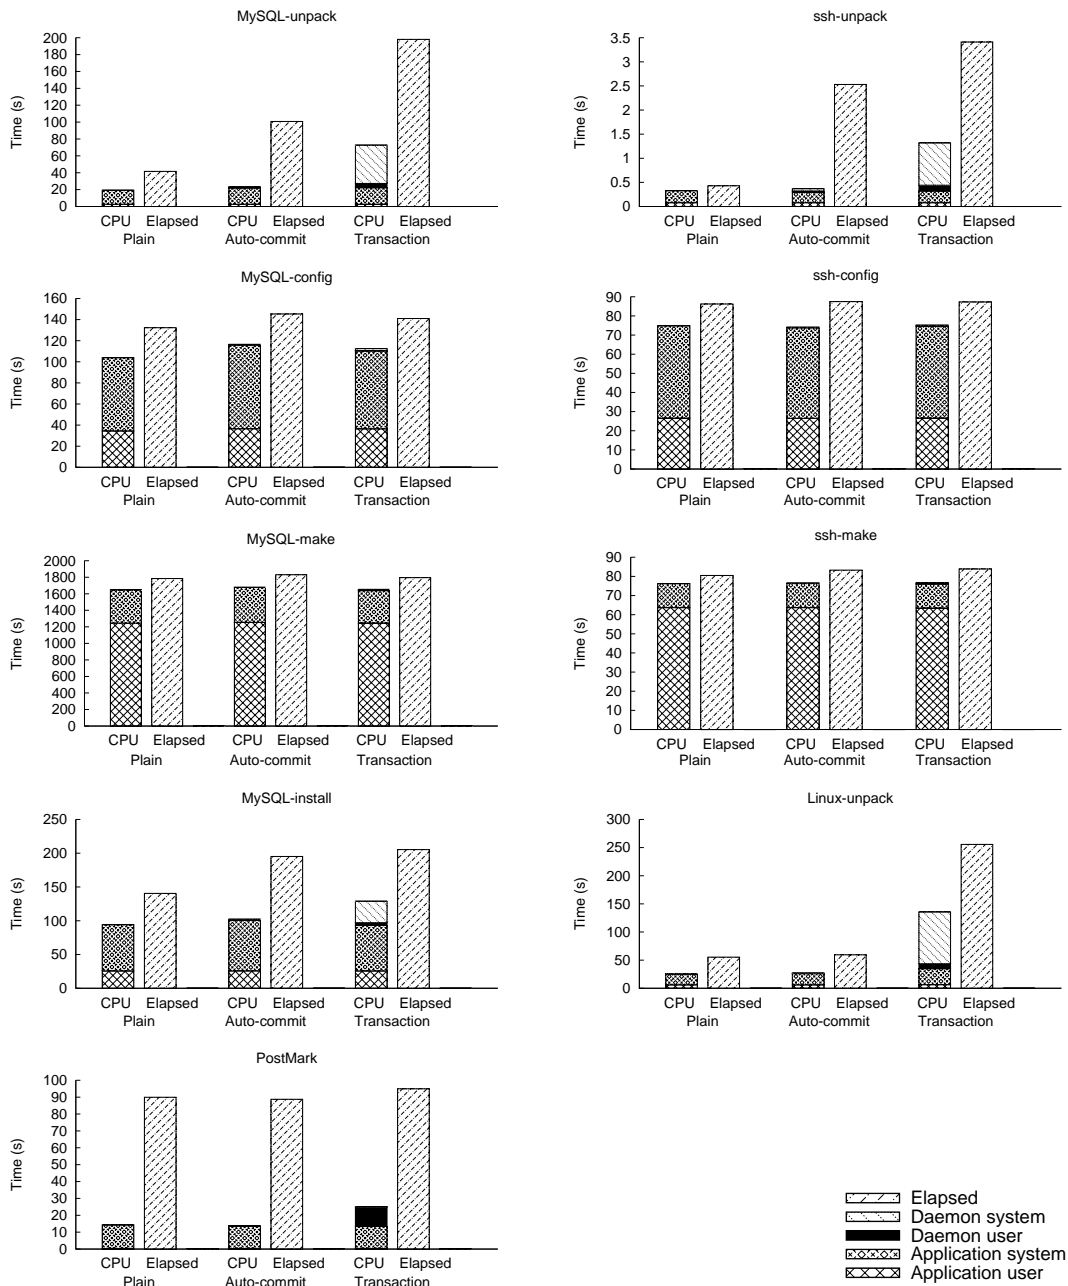 MySQL-unpack
Time (s)
200
180
160
140
120
100
80
60
40
20
0
CPU Elapsed CPU Elapsed CPU Elapsed
Plain Auto-commit Transaction
ssh-unpack
Time (s)
3.5
3
2.5
2
1.5
1
0.5
0
CPU Elapsed CPU Elapsed CPU Elapsed
Plain Auto-commit Transaction
MySQL-config
Time (s)
160
140
120
100
80
60
40
20
0
CPU Elapsed CPU Elapsed CPU Elapsed
Plain Auto-commit Transaction
ssh-config
Time (s)
90
80
70
60
50
40
30
20
10
0
CPU Elapsed CPU Elapsed CPU Elapsed
Plain Auto-commit Transaction
MySQL-make
Time (s)
2000
1800
1600
1400
1200
1000
800
600
400
200
0
CPU Elapsed CPU Elapsed CPU Elapsed
Plain Auto-commit Transaction
ssh-make
Time (s)
90
80
70
60
50
40
30
20
10
0
CPU Elapsed CPU Elapsed CPU Elapsed
Plain Auto-commit Transaction
MySQL-install
Time (s)
250
200
150
100
50
0
CPU Elapsed CPU Elapsed CPU Elapsed
Plain Auto-commit Transaction
Linux-unpack
Time (s)
300
250
200
150
100
50
0
CPU Elapsed CPU Elapsed CPU Elapsed
Plain Auto-commit Transaction
PostMark
Time (s)
100
90
80
70
60
50
40
30
20
10
0
CPU Elapsed CPU Elapsed CPU Elapsed
Plain Auto-commit Transaction
Elapsed
Daemon system
Daemon user
Application system
Application user